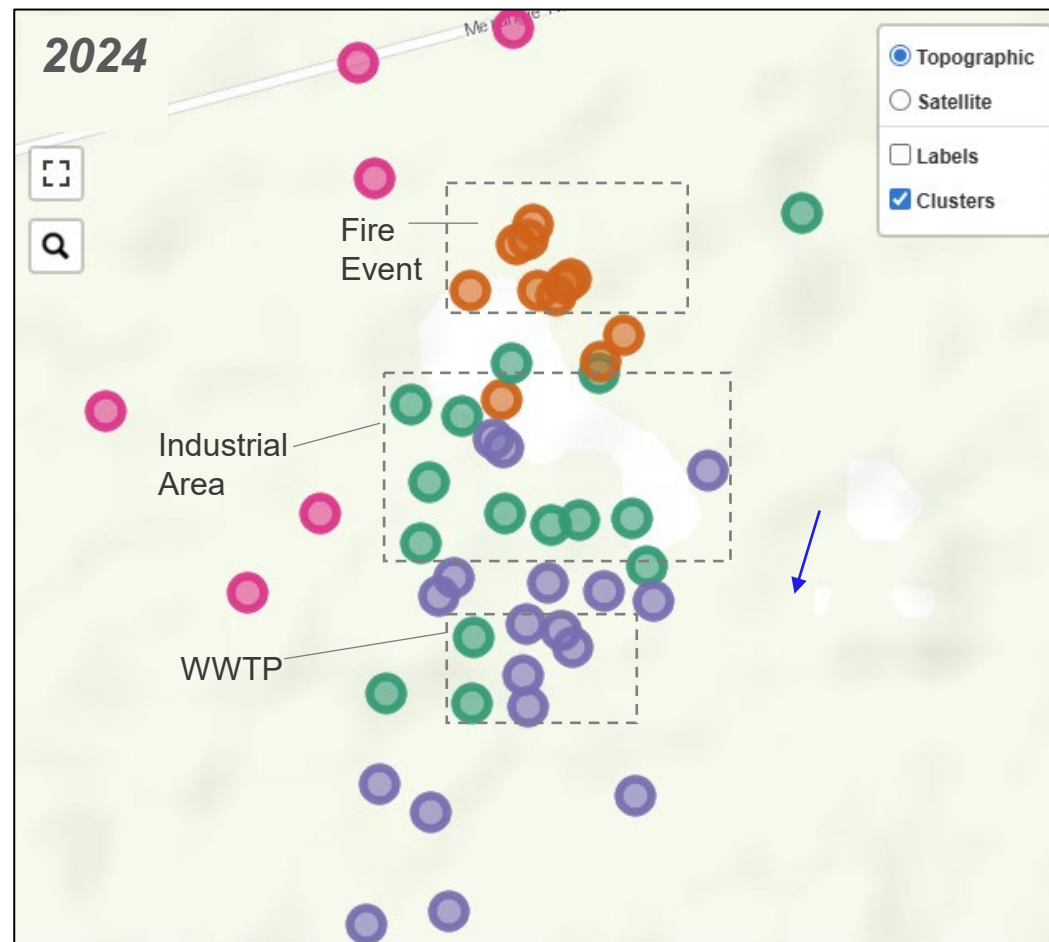 2024
Topographic
Satellite
Labels
Clusters
Fire
Event
Industrial
Area
WWTP